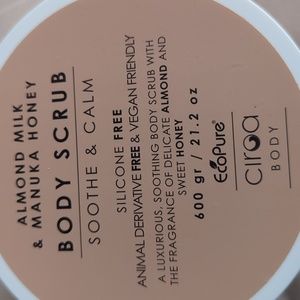 ALMOND MILK
& MANUKA HONEY
BODY SCRUB
SOOTHE & CALM
SILICONE FREE
ANIMAL DERIVATIVE FREE & VEGAN FRIENDLY
A LUXURIOUS, SOOTHING BODY SCRUB WITH
THE FRAGRANCE OF DELICATE ALMOND AND
SWEET HONEY
600 gr / 21.2 oz
ECOPURE®
ciroa
BODY